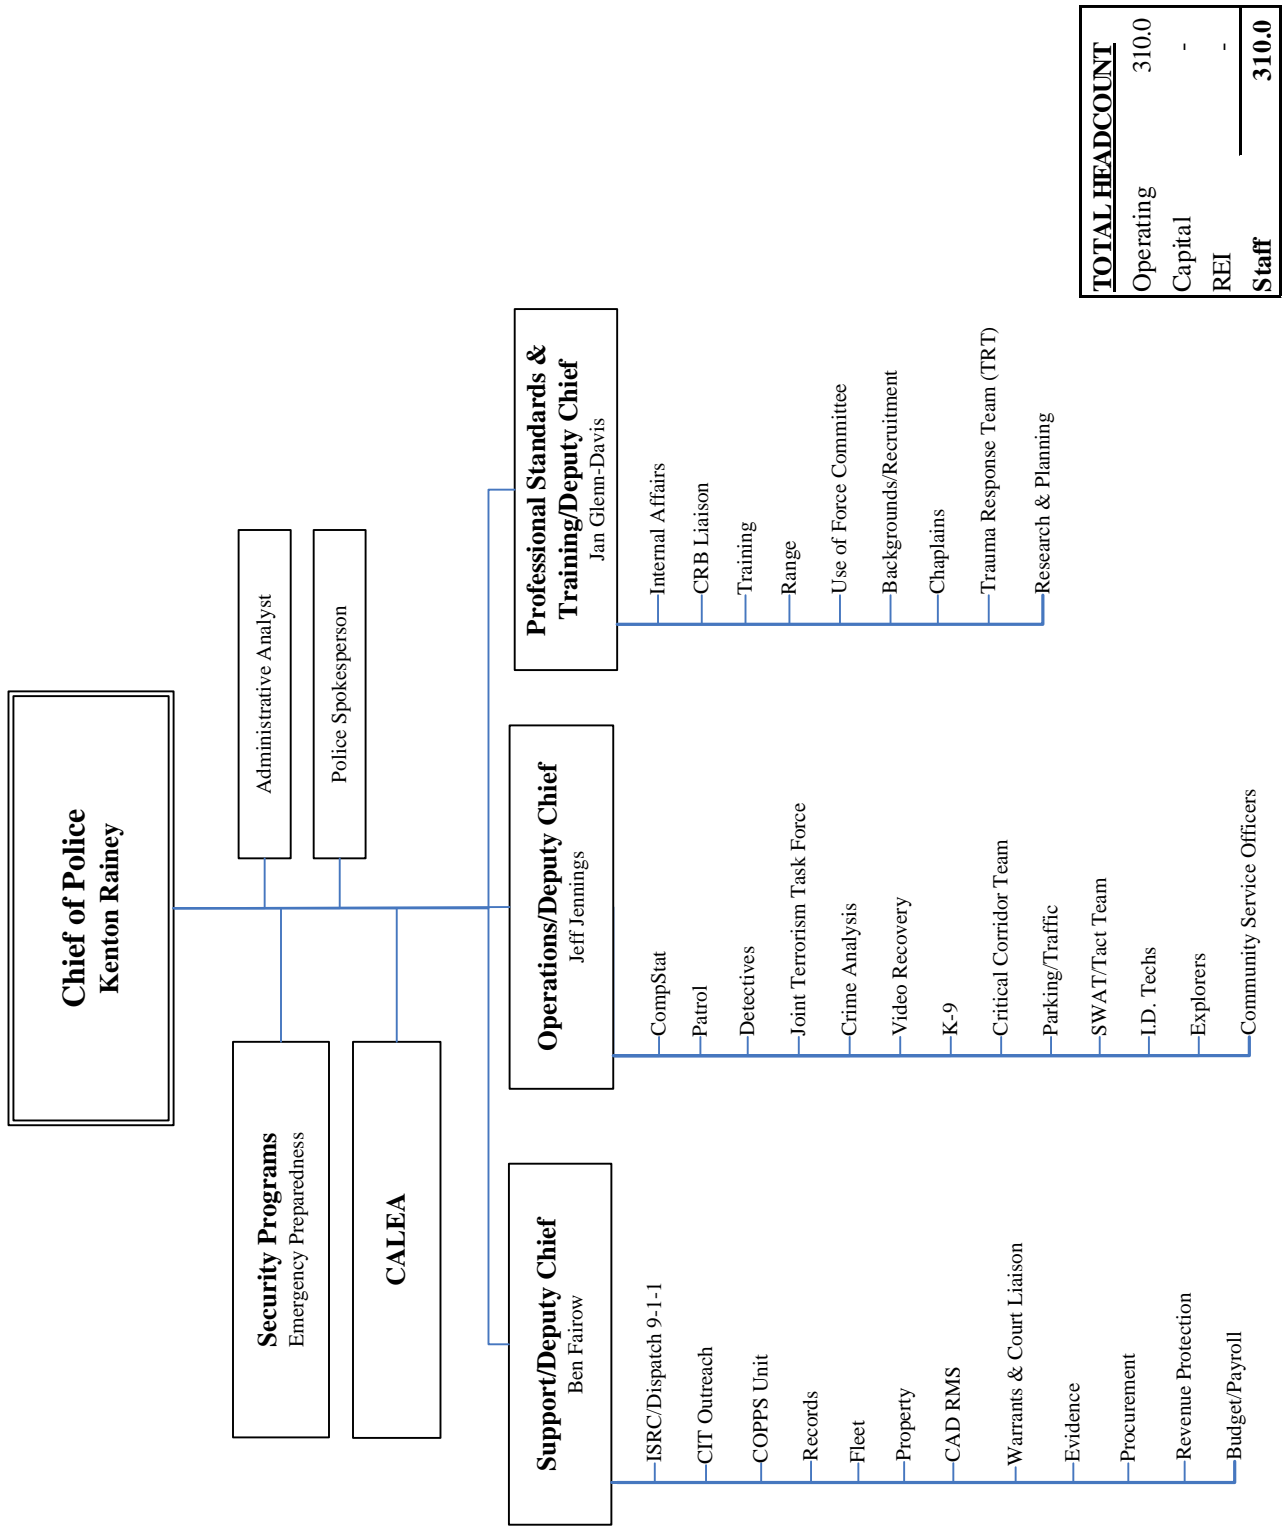 Chief of Police
Kenton Rainey
Administrative Analyst
Police Spokesperson
Security Programs
Emergency Preparedness
CALEA
Support/Deputy Chief
Ben Fairow
ISRC/Dispatch 9-1-1
CIT Outreach
COPPS Unit
Records
Fleet
Property
CAD RMS
Warrants & Court Liaison
Evidence
Procurement
Revenue Protection
Budget/Payroll
Operations/Deputy Chief
Jeff Jennings
CompStat
Patrol
Detectives
Joint Terrorism Task Force
Crime Analysis
Video Recovery
K-9
Critical Corridor Team
Parking/Traffic
SWAT/Tact Team
I.D. Techs
Explorers
Community Service Officers
Professional Standards &
Training/Deputy Chief
Jan Glenn-Davis
Internal Affairs
CRB Liaison
Training
Range
Use of Force Committee
Backgrounds/Recruitment
Chaplains
Trauma Response Team (TRT)
Research & Planning
TOTAL HEADCOUNT
Operating 310.0
Capital -
REI -
Staff 310.0